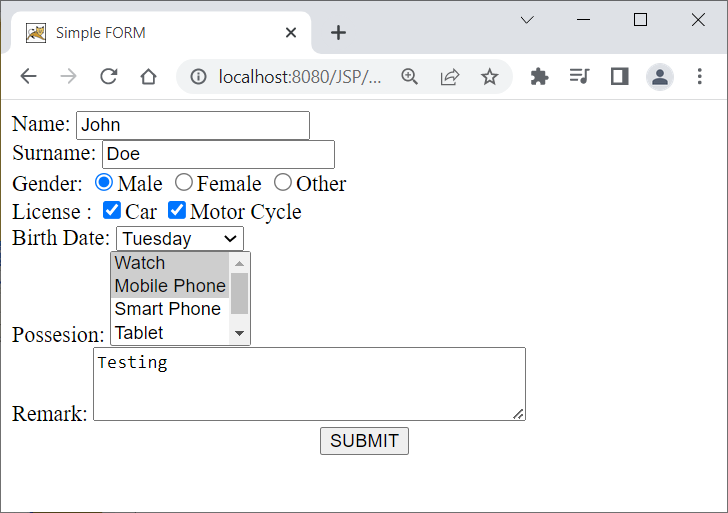 Simple FORM
localhost:8080/JSP/...
Name: John
Surname: Doe
Gender: Male Female Other
License : Car Motor Cycle
Birth Date: Tuesday
Watch
Mobile Phone
Smart Phone
Tablet
Possesion:
Testing
Remark:
SUBMIT